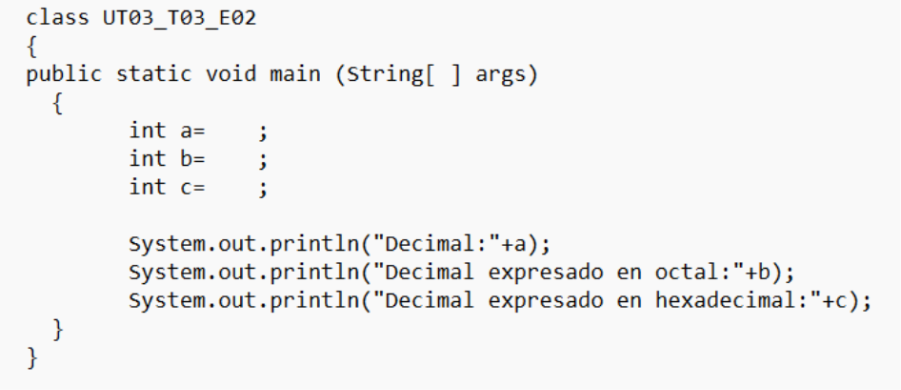 class UT03_T03_E02
{
public static void main (String[ ] args)
{
int a=    ;
int b=    ;
int c=    ;
System.out.println("Decimal:"+a);
System.out.println("Decimal expresado en octal:"+b);
System.out.println("Decimal expresado en hexadecimal:"+c);
}
}